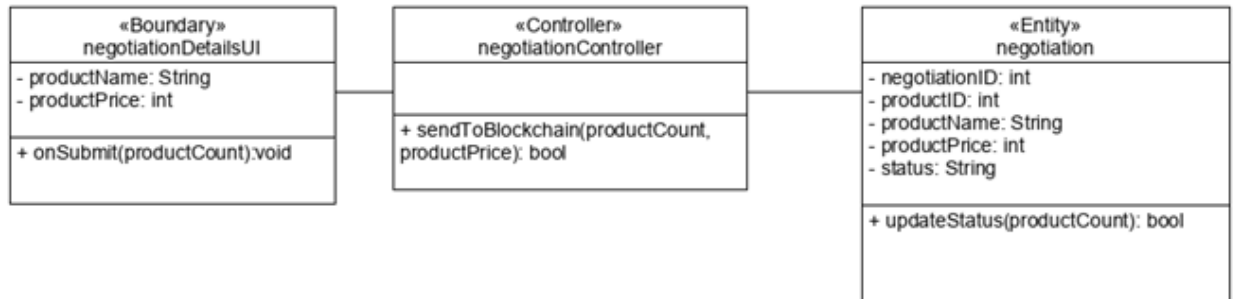 «Boundary»
negotiationDetailsUI
- productName: String
- productPrice: int
+ onSubmit(productCount):void
«Controller»
negotiationController
+ sendToBlockchain(productCount,
productPrice): bool
«Entity»
negotiation
- negotiationID: int
- productID: int
- productName: String
- productPrice: int
- status: String
+ updateStatus(productCount): bool